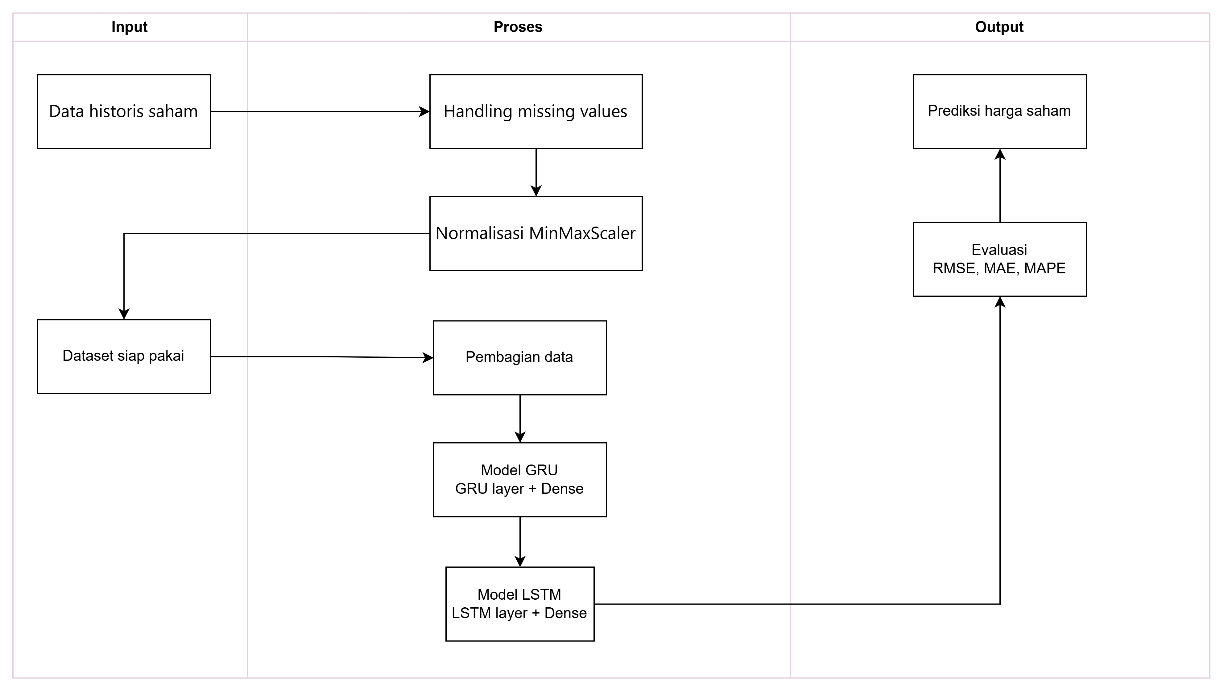 Input
Proses
Output
Data historis saham
Handling missing values
Prediksi harga saham
Normalisasi MinMaxScaler
Evaluasi
RMSE, MAE, MAPE
Dataset siap pakai
Pembagian data
Model GRU
GRU layer + Dense
Model LSTM
LSTM layer + Dense